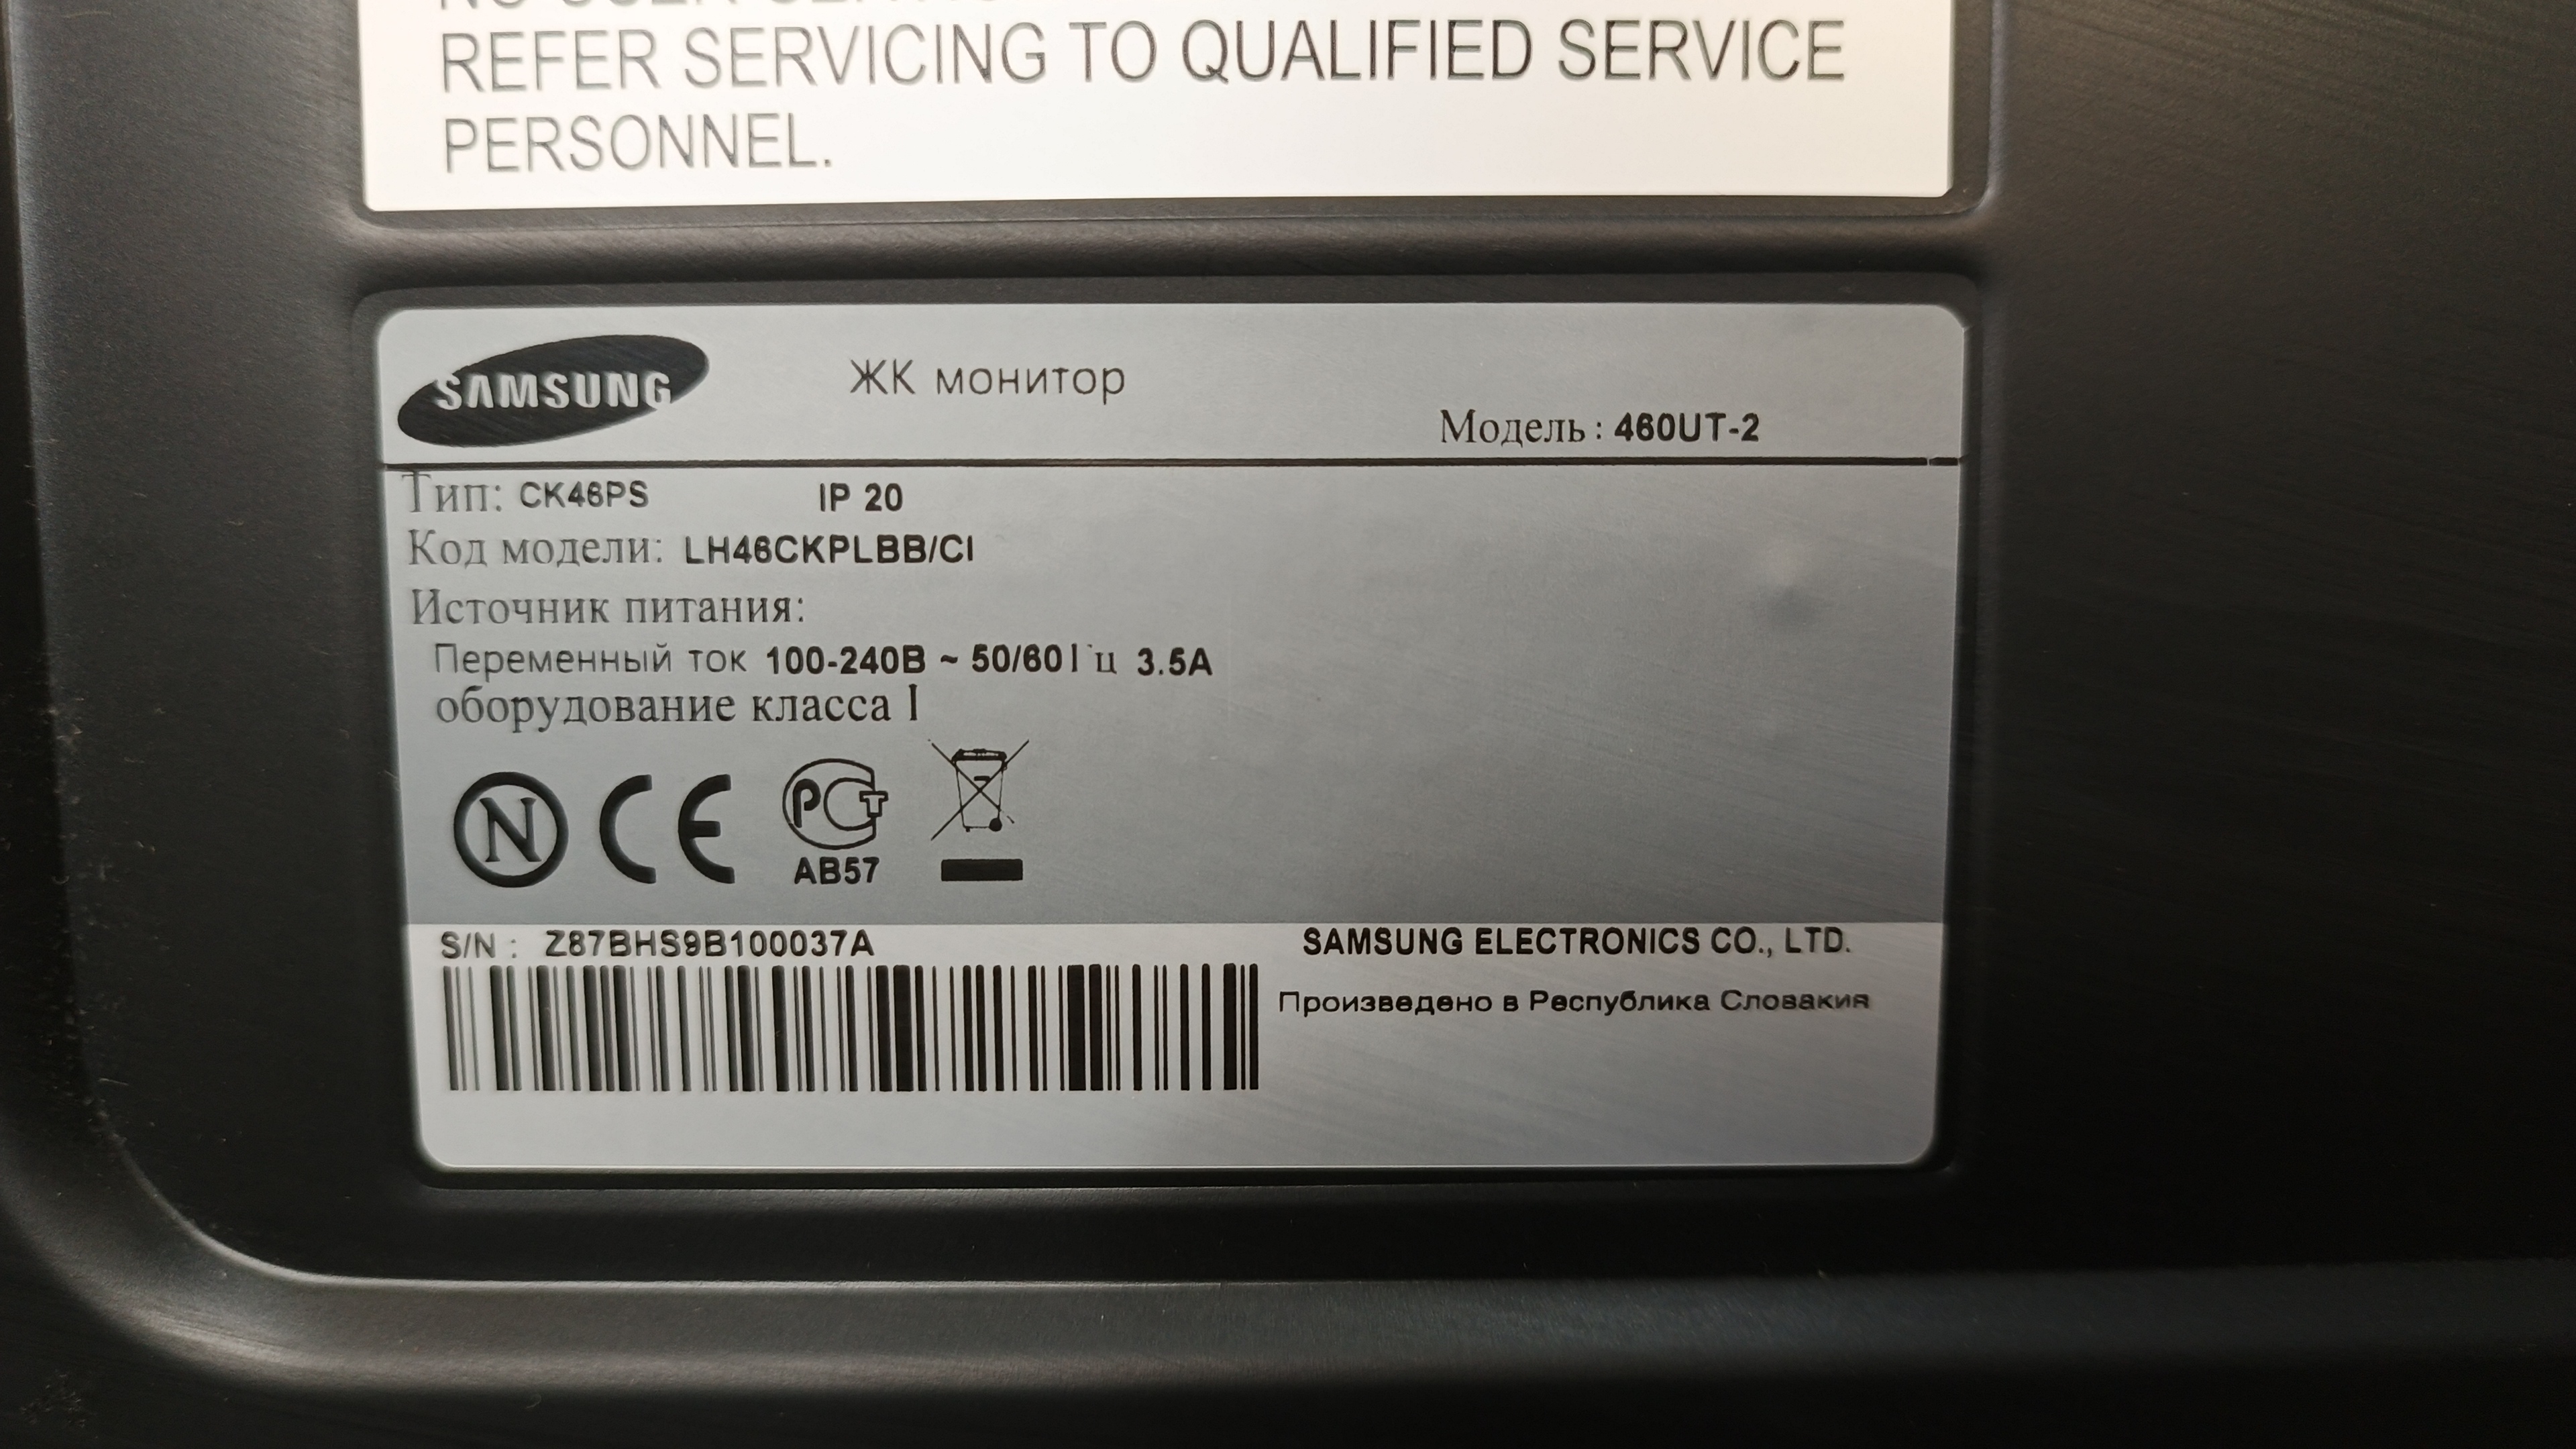 REFER SERVICING TO QUALIFIED SERVICE
PERSONNEL.
SAMSUNG
ЖК монитор
Модель : 460UT-2
Тип: CK46PS IP 20
Код модели: LH46CKPLBB/CI
Источник питания:
Переменный ток 100-240В ~ 50/60Гц 3.5А
оборудование класса I
N CE РСТ
АВ57
S/N : Z87BHS9B100037A
SAMSUNG ELECTRONICS CO., LTD.
Произведено в Республика Словакия